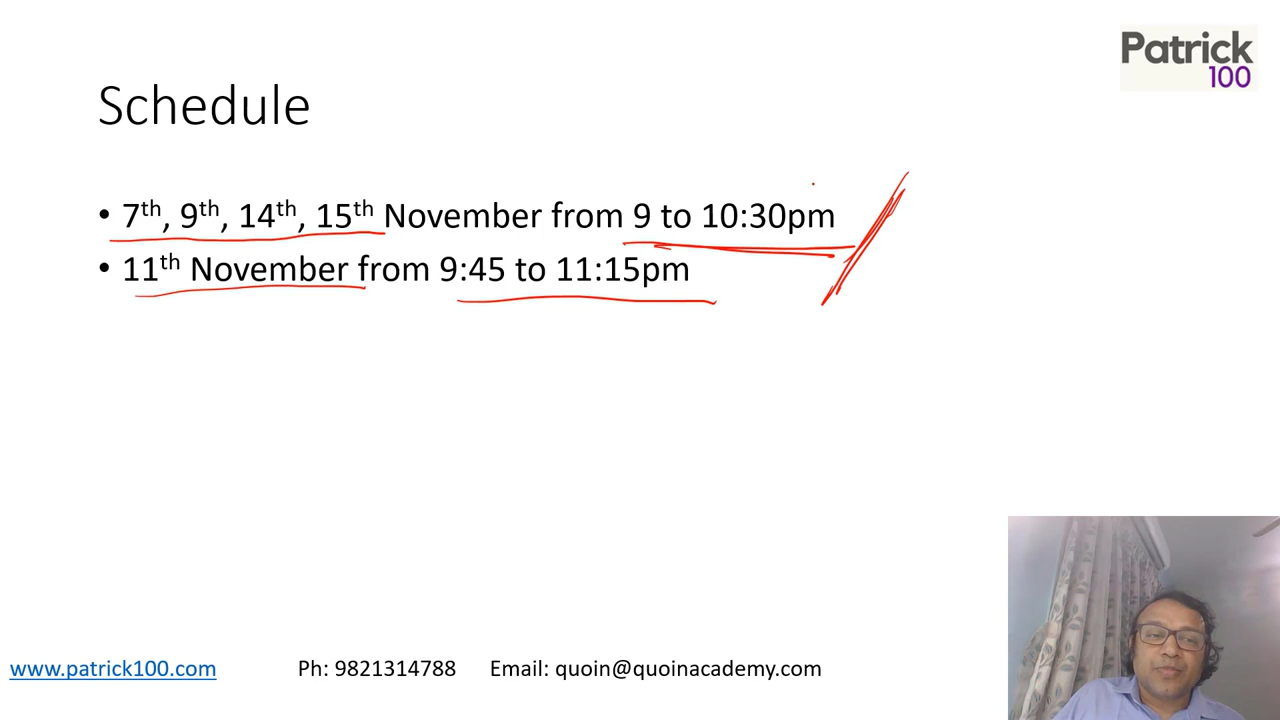 Patrick
100
Schedule
• 7th, 9th, 14th, 15th November from 9 to 10:30pm
• 11th November from 9:45 to 11:15pm
www.patrick100.com Ph: 9821314788 Email: quoin@quoinacademy.com